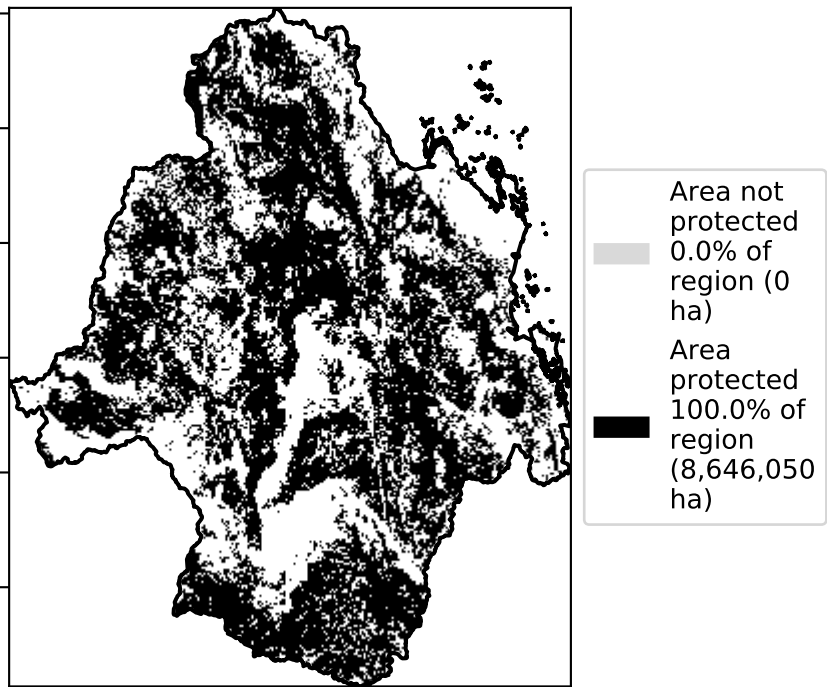 Area not
protected
0.0% of
region (0
ha)
Area
protected
100.0% of
region
(8,646,050
ha)